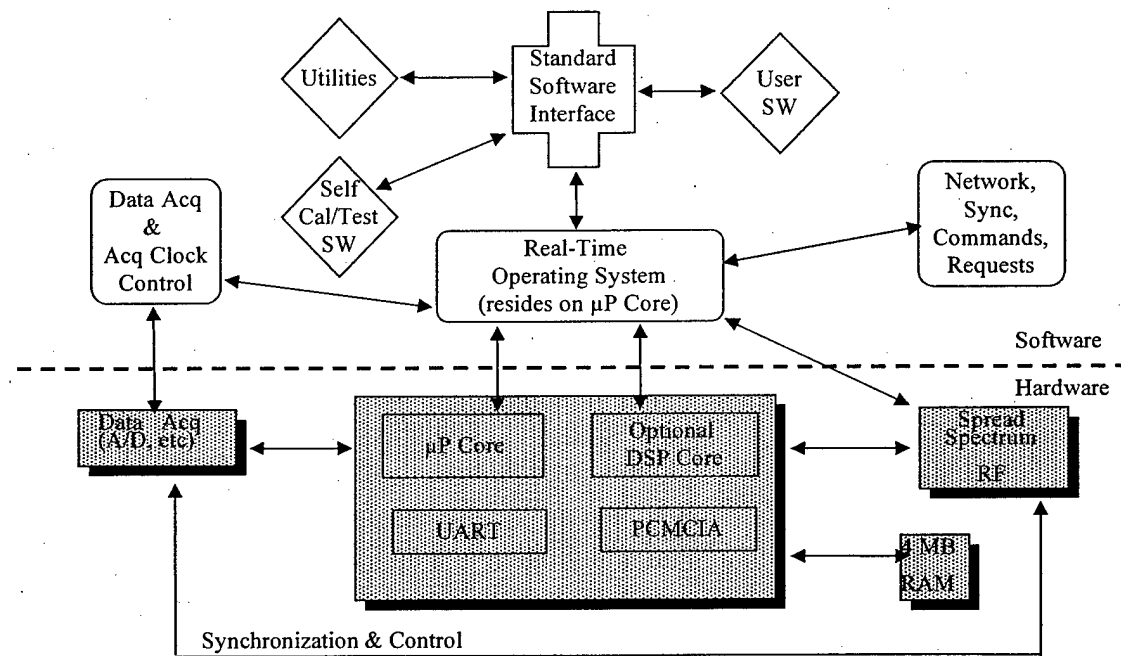 Utilities
Standard
Software
Interface
User
SW
Self
Cal/Test
SW
Data Acq
&
Acq Clock
Control
Real-Time
Operating System
(resides on µP Core)
Network,
Sync,
Commands,
Requests
Software
Hardware
Data Acq
(A/D, etc)
µP Core
Optional
DSP Core
UART
PCMCIA
Spread
Spectrum
RF
4 MB
RAM
Synchronization & Control